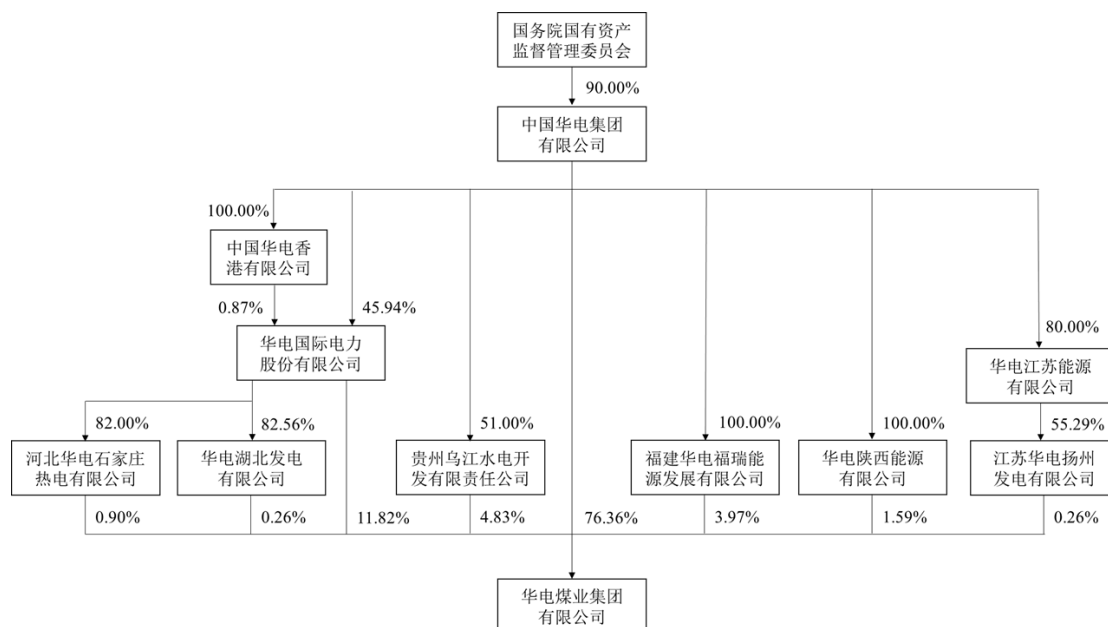 国务院国有资产
监督管理委员会
90.00%
中国华电集团
有限公司
100.00%
中国华电香
港有限公司
0.87%
45.94%
华电国际电力
股份有限公司
80.00%
华电江苏能源
有限公司
82.00%
82.56%
51.00%
100.00%
100.00%
55.29%
河北华电石家庄
热电有限公司
华电湖北发电
有限公司
贵州乌江水电开
发有限责任公司
福建华电福瑞能
源发展有限公司
华电陕西能源
有限公司
江苏华电扬州
发电有限公司
0.90%
0.26%
11.82%
4.83%
76.36%
3.97%
1.59%
0.26%
华电煤业集团
有限公司